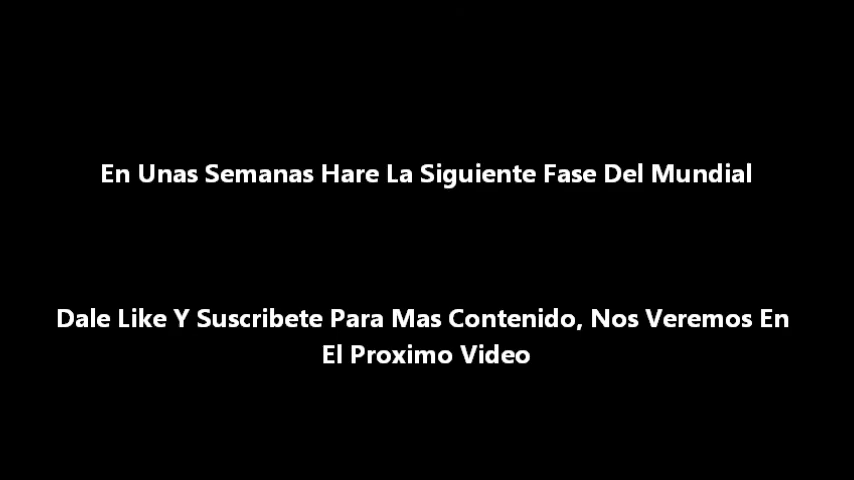 En Unas Semanas Hare La Siguiente Fase Del Mundial
Dale Like Y Suscribete Para Mas Contenido, Nos Veremos En
El Proximo Video